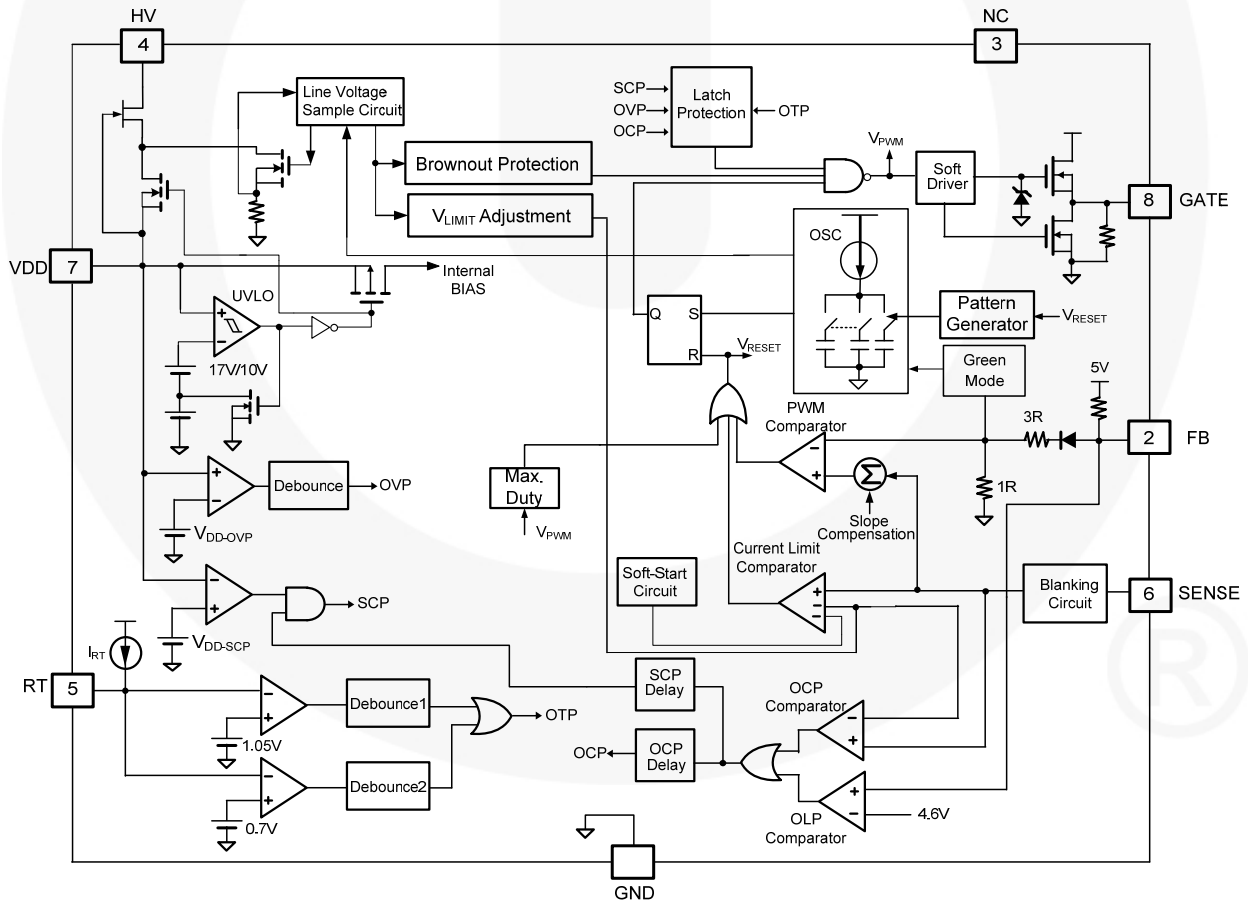 HV
4
NC
3
Line Voltage
Sample Circuit
SCP
OVP
OCP
Latch
Protection
OTP
Brownout Protection
VLIMIT Adjustment
VPWM
Soft
Driver
8
GATE
OSC
VDD
7
Internal
BIAS
UVLO
+
−
17V/10V
Q
S
R
VRESET
Pattern
Generator
VRESET
Green
Mode
5V
3R
2
FB
1R
PWM
Comparator
−
+
Σ
Slope
Compensation
Max.
Duty
VPWM
+
−
Debounce
OVP
VDD-OVP
Current Limit
Comparator
+
−
−
Soft-Start
Circuit
Blanking
Circuit
6
SENSE
−
+
SCP
VDD-SCP
IRT
RT
5
−
+
1.05V
Debounce1
OTP
−
+
0.7V
Debounce2
SCP
Delay
OCP
OCP
Delay
OCP
Comparator
−
+
+
−
4.6V
OLP
Comparator
GND
R